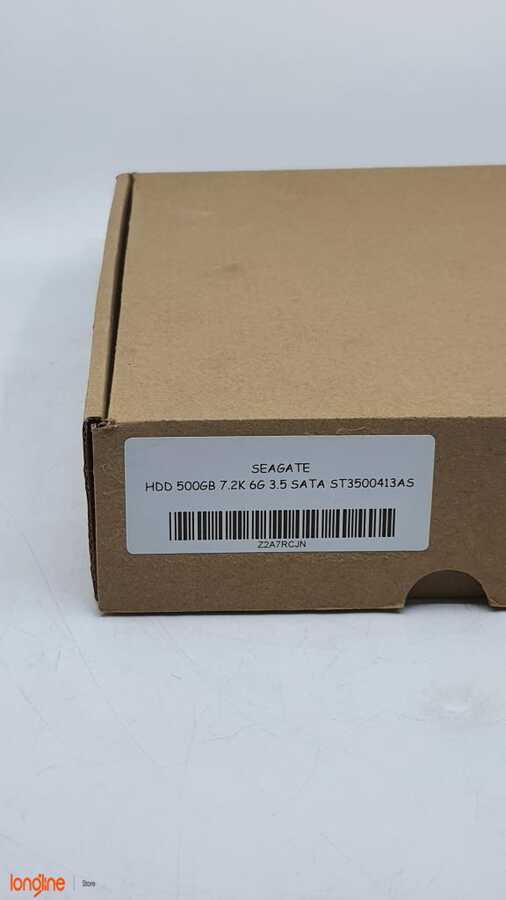 SEAGATE
HDD 500GB 7.2K 6G 3.5 SATA ST3500413AS
Z2A7RCJN
longline | Store